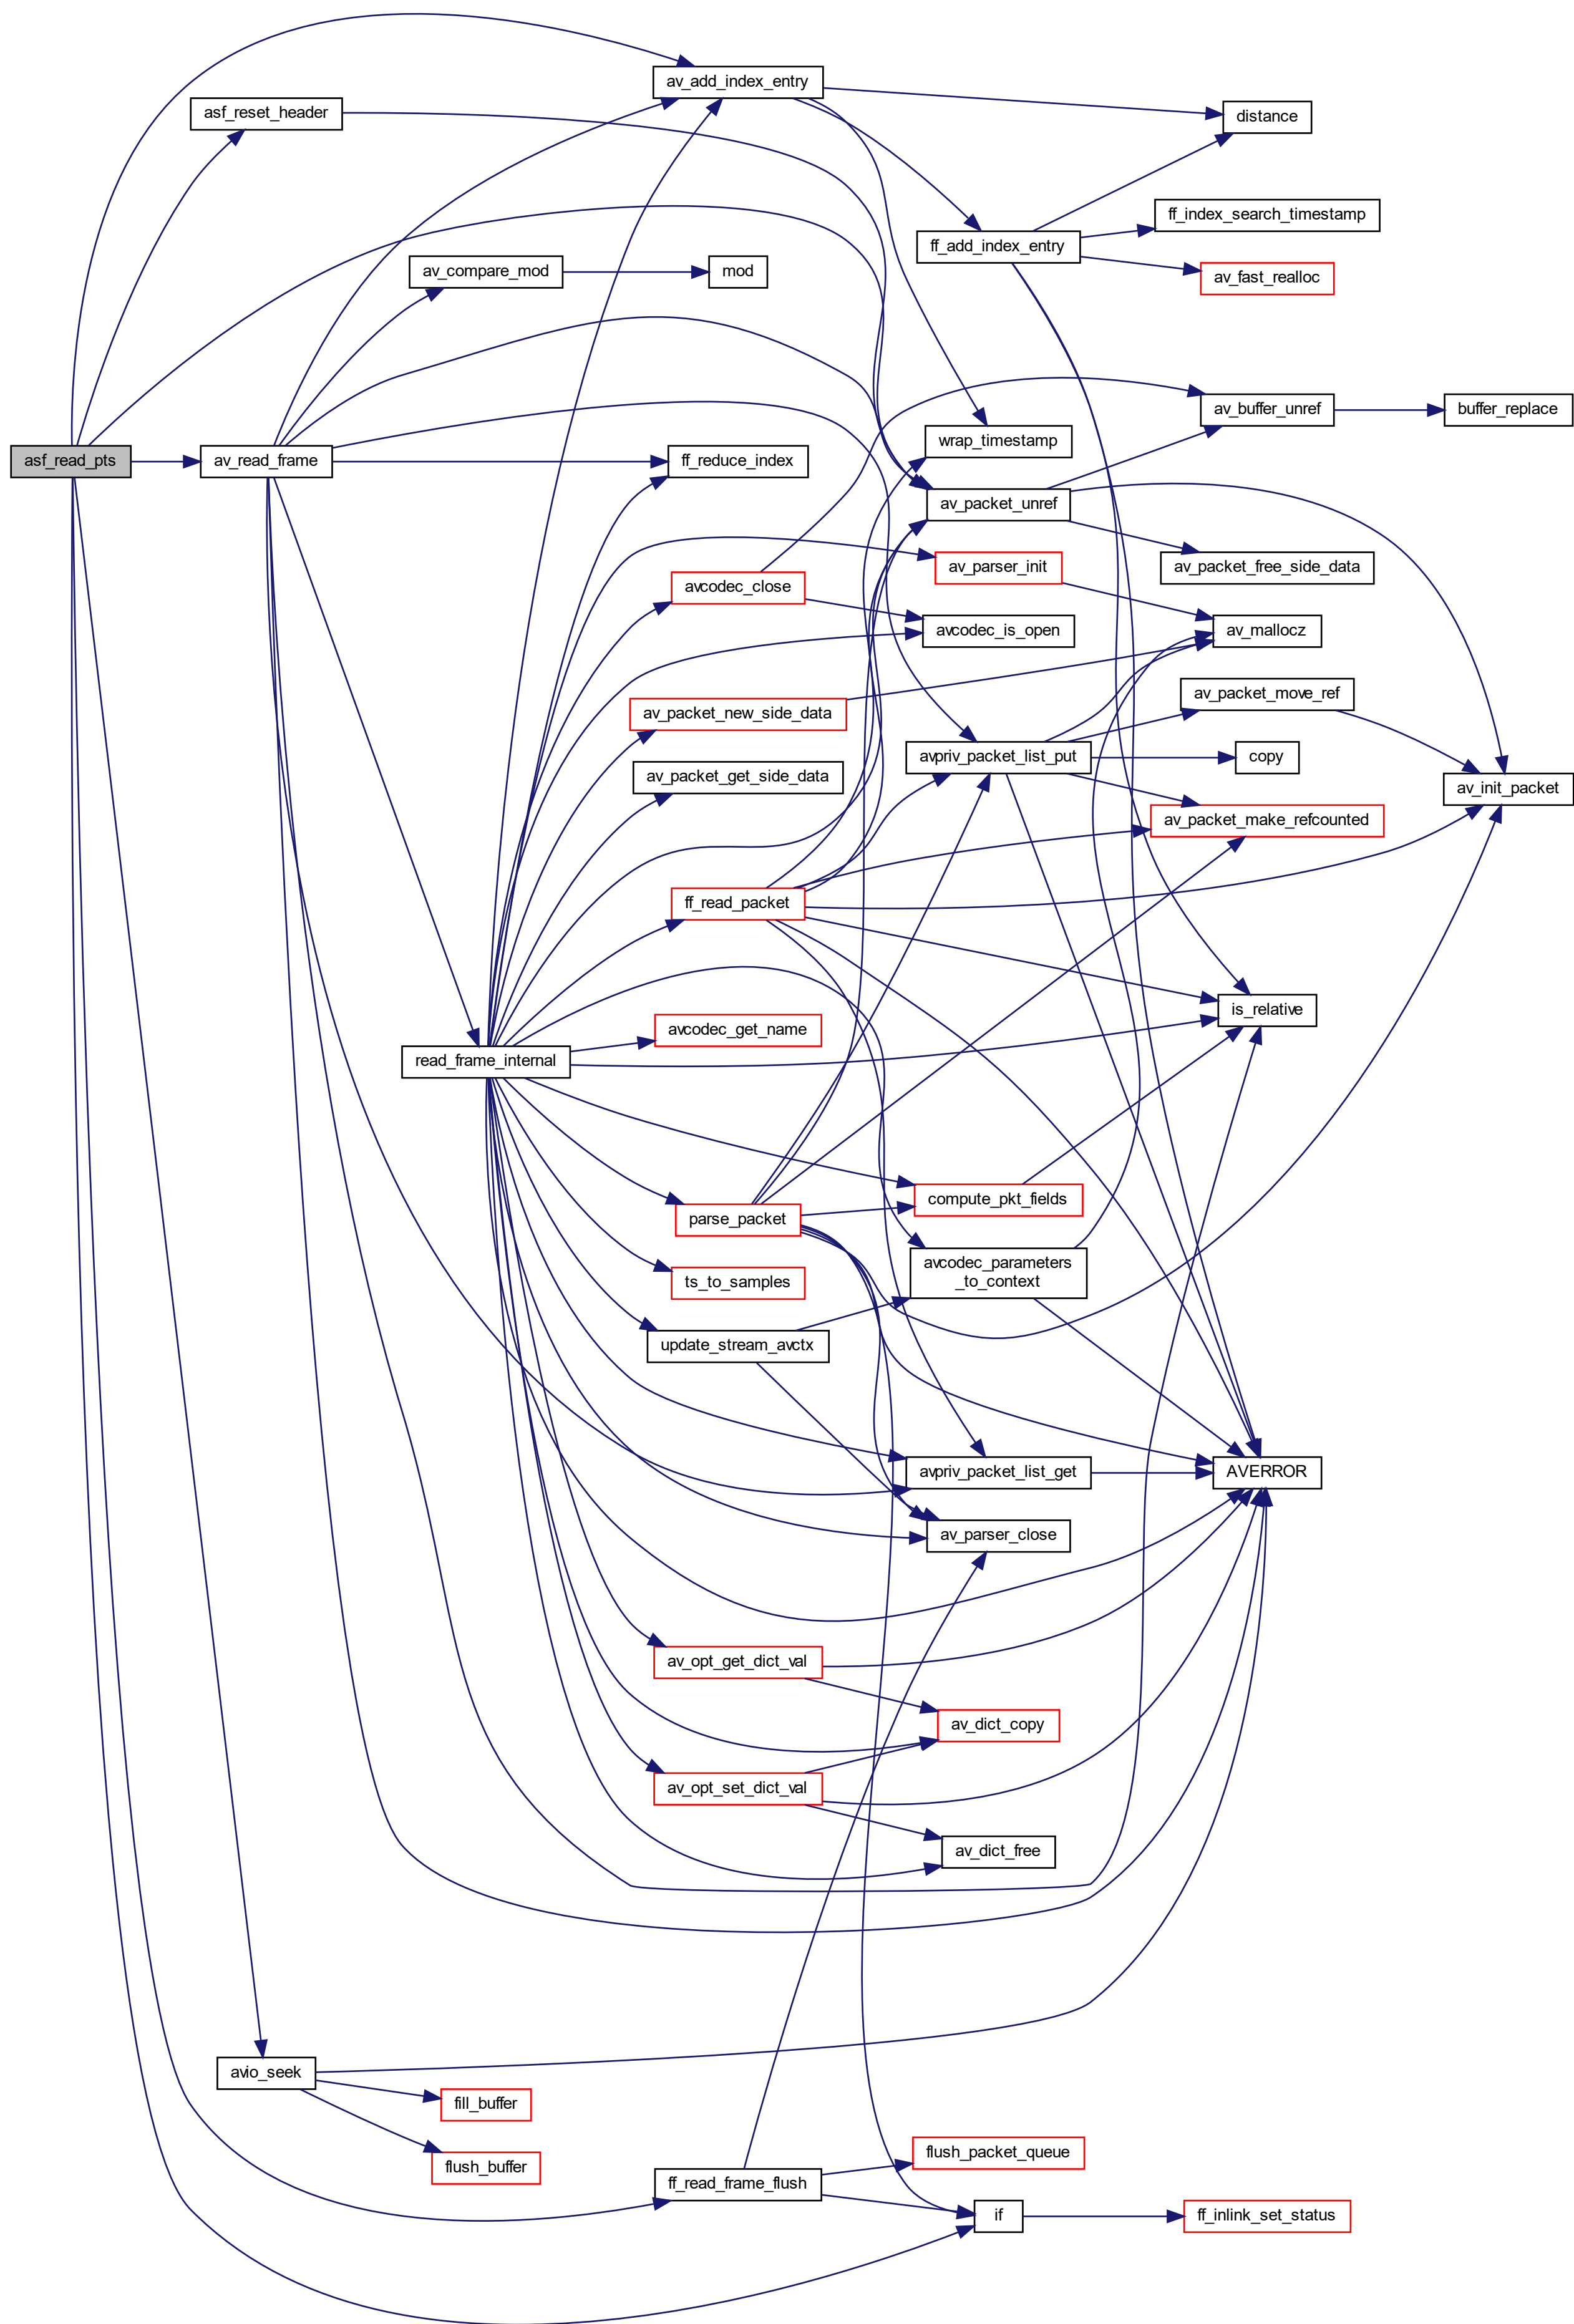 av_add_index_entry
asf_reset_header
distance
ff_index_search_timestamp
ff_add_index_entry
av_compare_mod
mod
av_fast_realloc
av_buffer_unref
buffer_replace
wrap_timestamp
asf_read_pts
av_read_frame
ff_reduce_index
av_packet_unref
av_parser_init
av_packet_free_side_data
avcodec_close
avcodec_is_open
av_mallocz
av_packet_new_side_data
av_packet_move_ref
av_packet_get_side_data
avpriv_packet_list_put
copy
av_init_packet
av_packet_make_refcounted
ff_read_packet
is_relative
avcodec_get_name
read_frame_internal
compute_pkt_fields
parse_packet
avcodec_parameters
_to_context
ts_to_samples
update_stream_avctx
avpriv_packet_list_get
AVERROR
av_parser_close
av_opt_get_dict_val
av_dict_copy
av_opt_set_dict_val
av_dict_free
avio_seek
fill_buffer
flush_buffer
flush_packet_queue
ff_read_frame_flush
if
ff_inlink_set_status